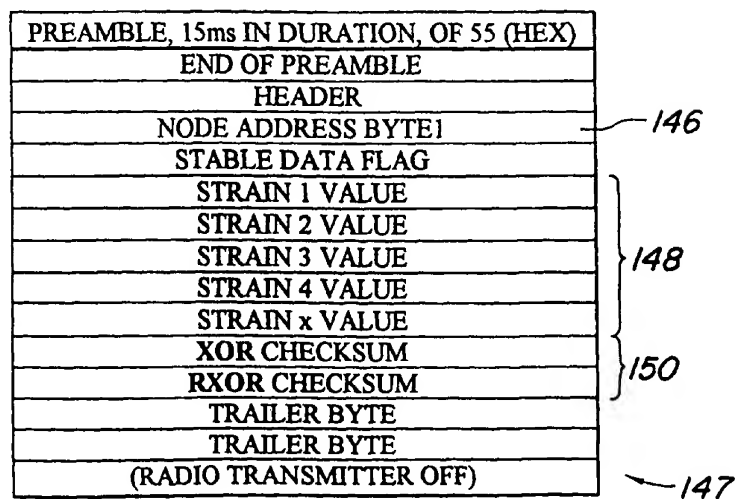 PREAMBLE, 15ms IN DURATION, OF 55 (HEX)
END OF PREAMBLE
HEADER
NODE ADDRESS BYTE1
146
STABLE DATA FLAG
STRAIN 1 VALUE
STRAIN 2 VALUE
STRAIN 3 VALUE
148
STRAIN 4 VALUE
STRAIN x VALUE
XOR CHECKSUM
150
RXOR CHECKSUM
TRAILER BYTE
TRAILER BYTE
(RADIO TRANSMITTER OFF)
147